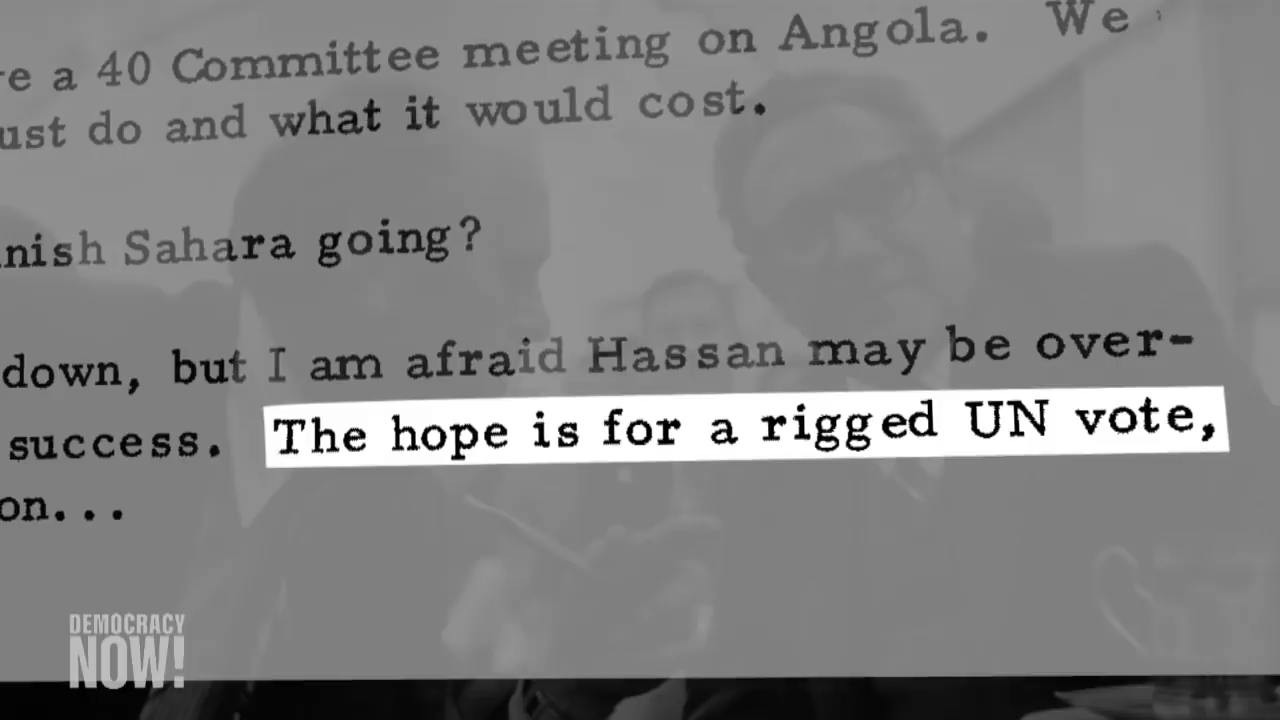 e a 40 Committee meeting on Angola. We
ust do and what it would cost.
nish Sahara going?
down, but I am afraid Hassan may be over-
success. The hope is for a rigged UN vote,
on...
DEMOCRACY
NOW!